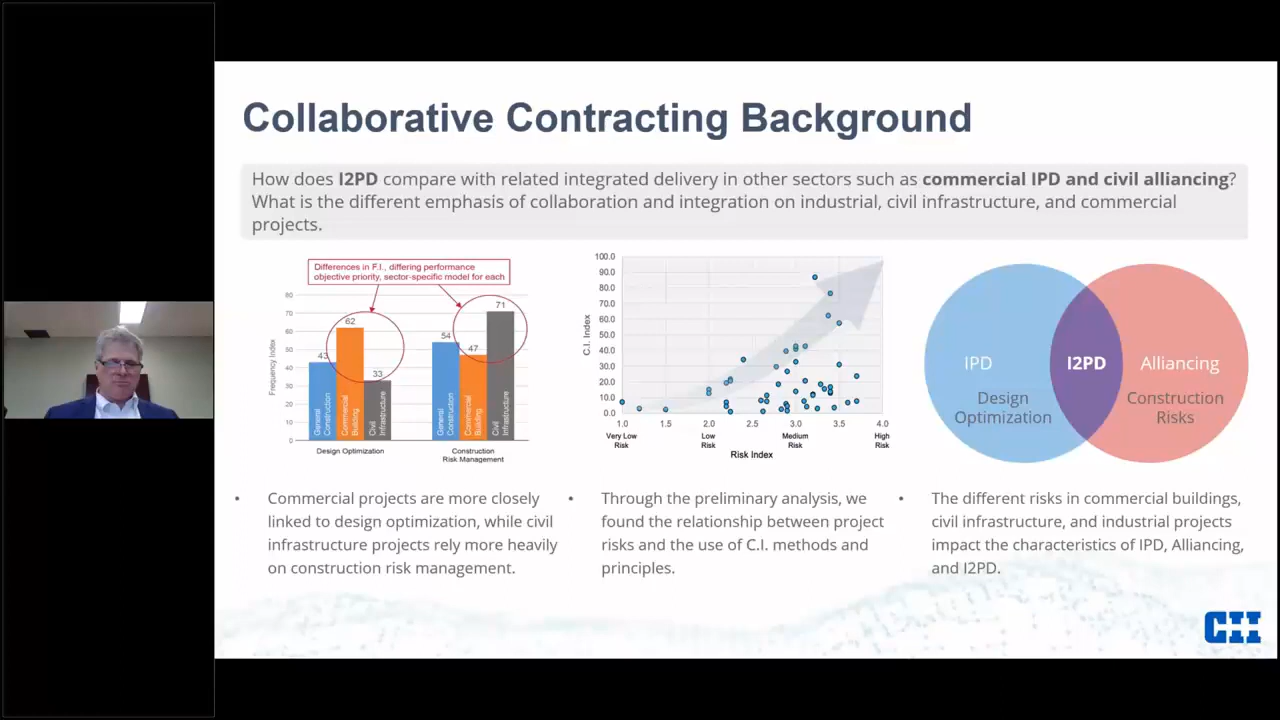 Collaborative Contracting Background
How does I2PD compare with related integrated delivery in other sectors such as commercial IPD and civil alliancing?
What is the different emphasis of collaboration and integration on industrial, civil infrastructure, and commercial
projects.
Differences in F.I., differing performance
objective priority, sector-specific model for each
Frequency Index
80
70
60
50
40
30
20
10
0
43
62
33
54
47
71
General
Construction
Commercial
Building
Civil
Infrastructure
General
Construction
Commercial
Building
Civil
Infrastructure
Design Optimization
Construction
Risk Management
C.I. Index
100.0
90.0
80.0
70.0
60.0
50.0
40.0
30.0
20.0
10.0
0.0
1.0 1.5 2.0 2.5 3.0 3.5 4.0
Very Low
Risk
Low
Risk
Medium
Risk
High
Risk
Risk Index
IPD
Design
Optimization
I2PD
Alliancing
Construction
Risks
• Commercial projects are more closely
linked to design optimization, while civil
infrastructure projects rely more heavily
on construction risk management.
• Through the preliminary analysis, we
found the relationship between project
risks and the use of C.I. methods and
principles.
• The different risks in commercial buildings,
civil infrastructure, and industrial projects
impact the characteristics of IPD, Alliancing,
and I2PD.
CII